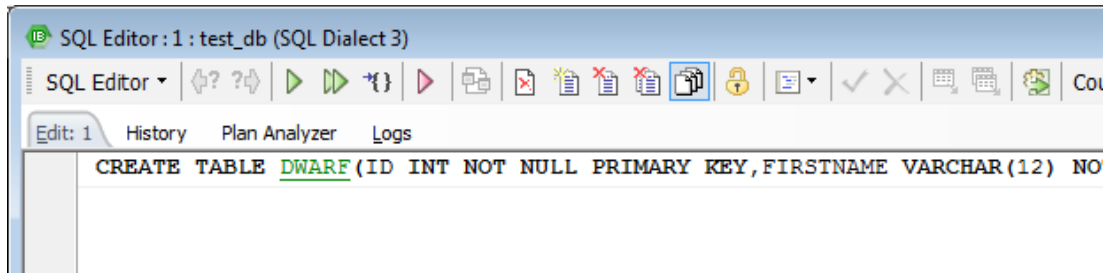 SQL Editor : 1 : test_db (SQL Dialect 3)
SQL Editor Cou
Edit: 1 History Plan Analyzer Logs
CREATE TABLE DWARF(ID INT NOT NULL PRIMARY KEY,FIRSTNAME VARCHAR(12) NO